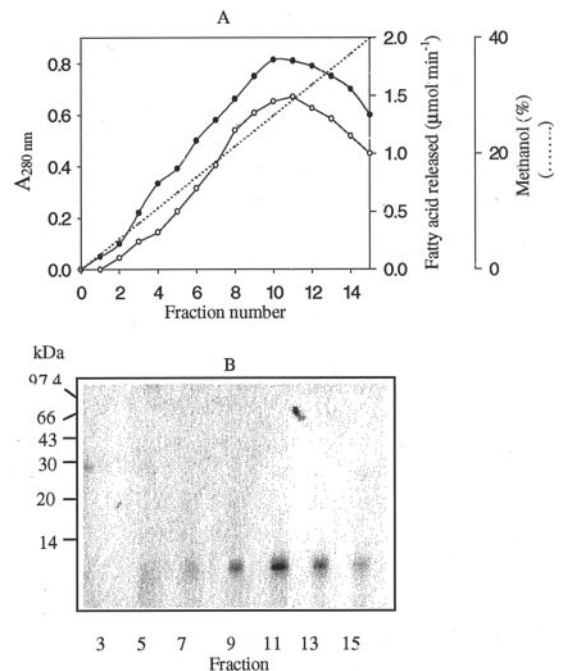 A
A280 nm
0.8
0.6
0.4
0.2
0.0
0 2 4 6 8 10 12 14
Fraction number
2.0
1.5
1.0
0.5
0.0
Fatty acid released (µmol min⁻¹)
40
20
0
Methanol (%)
(.......)
B
kDa
97.4
66
43
30
20
14
3 5 7 9 11 13 15
Fraction